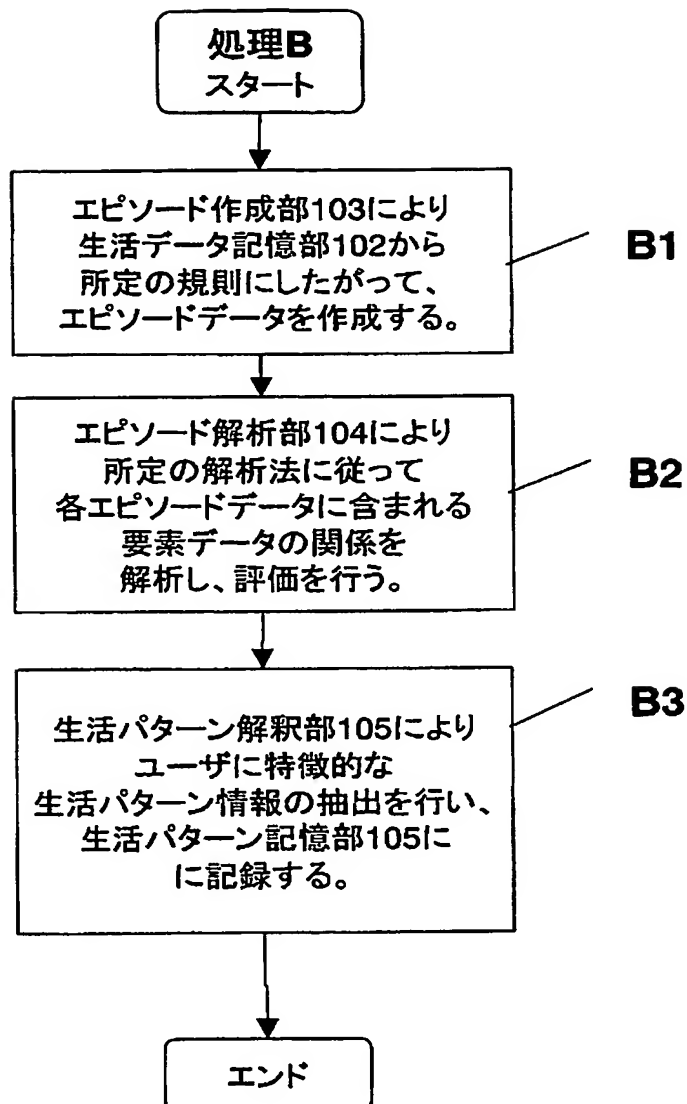 処理B
スタート
エピソード作成部103により
生活データ記憶部102から
所定の規則にしたがって、
エピソードデータを作成する。
B1
エピソード解析部104により
所定の解析法に従って
各エピソードデータに含まれる
要素データの関係を
解析し、評価を行う。
B2
生活パターン解釈部105により
ユーザに特徴的な
生活パターン情報の抽出を行い、
生活パターン記憶部105に
に記録する。
B3
エンド